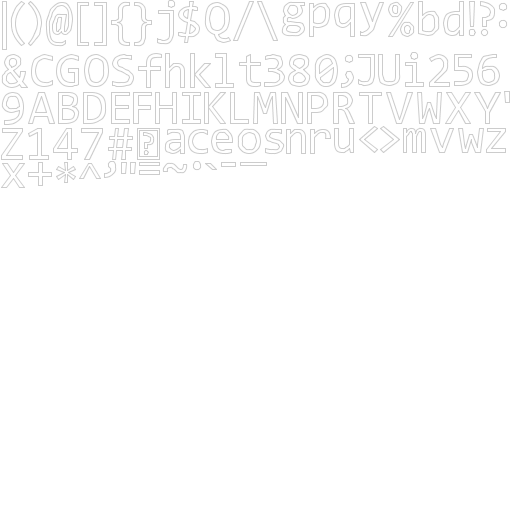 |()@[]{}j$Q/\gpqy%bd!?:
&CGOSfhklt380;JUi256
9ABDEFHIKLMNPRTVWXY'
Z147#�aceosnru<>mvwz
x+*^,"=~°`¯_